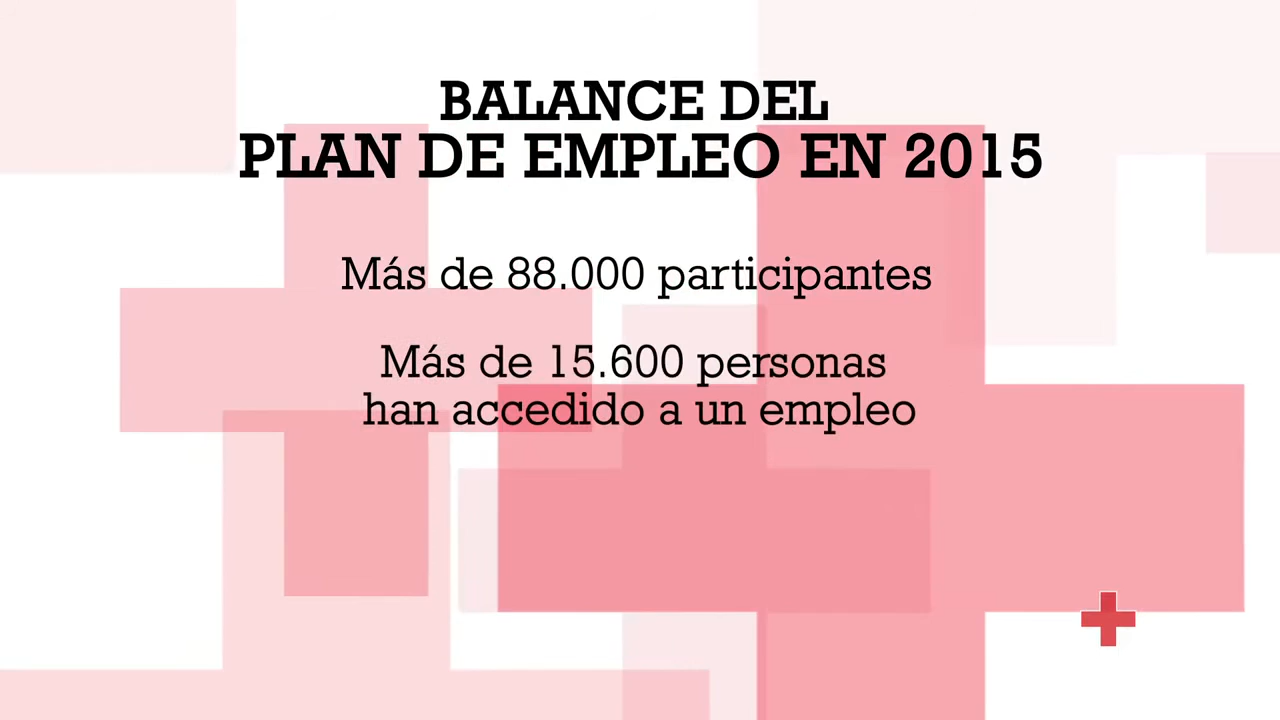 BALANCE DEL
PLAN DE EMPLEO EN 2015
Más de 88.000 participantes
Más de 15.600 personas
han accedido a un empleo